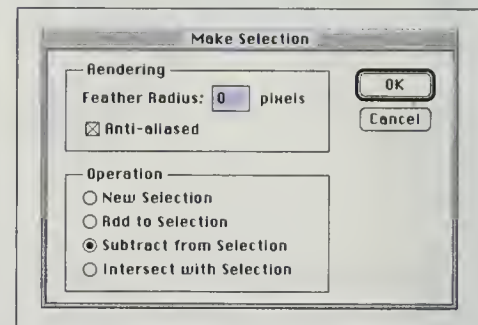 Make Selection
Rendering
Feather Radius: 0 pixels
Anti-aliased
OK
Cancel
Operation
New Selection
Add to Selection
Subtract from Selection
Intersect with Selection